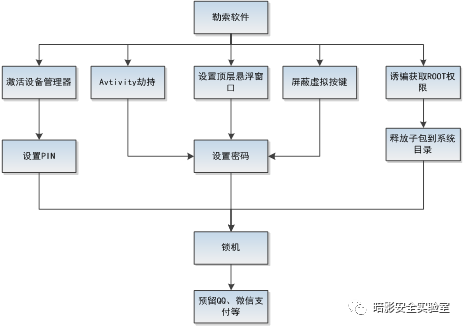 勒索软件
激活设备管理器
Avtivity劫持
设置顶层悬浮窗
口
屏蔽虚拟按键
诱骗获取ROOT权
限
设置PIN
设置密码
释放子包到系统
目录
锁机
预留QQ、微信支
付等
暗影安全实验室